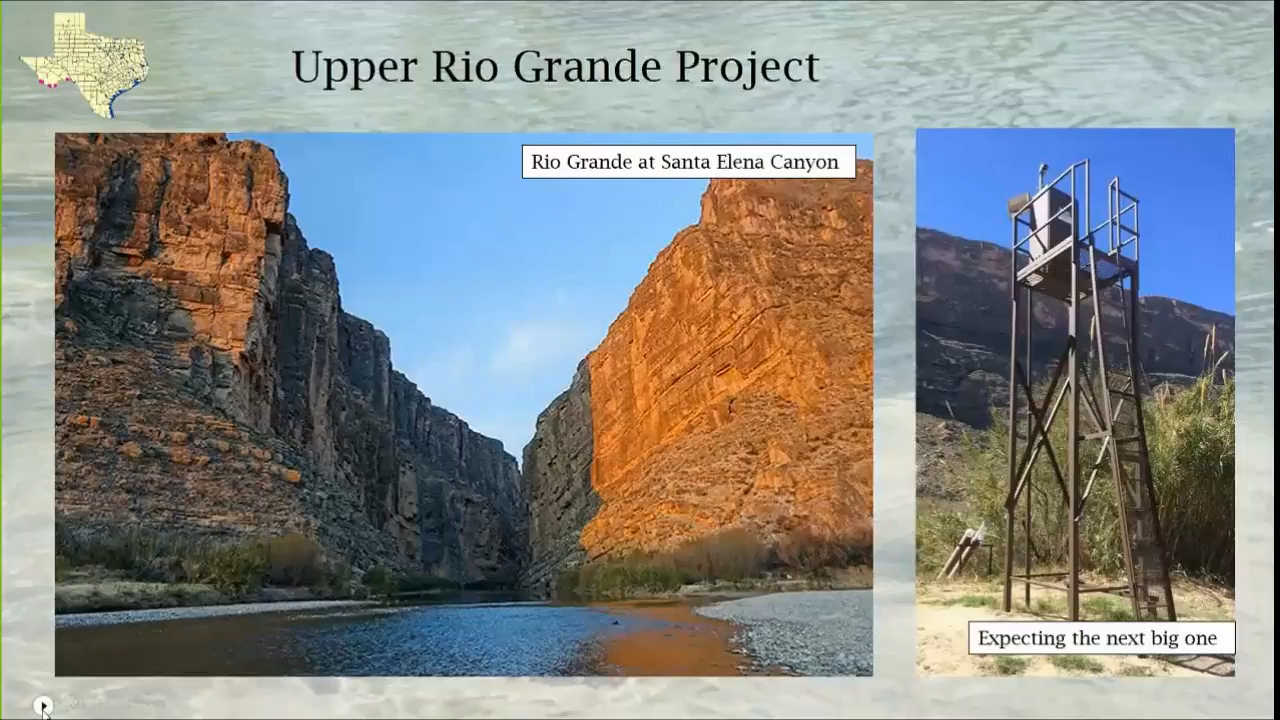 Upper Rio Grande Project
Rio Grande at Santa Elena Canyon
Expecting the next big one